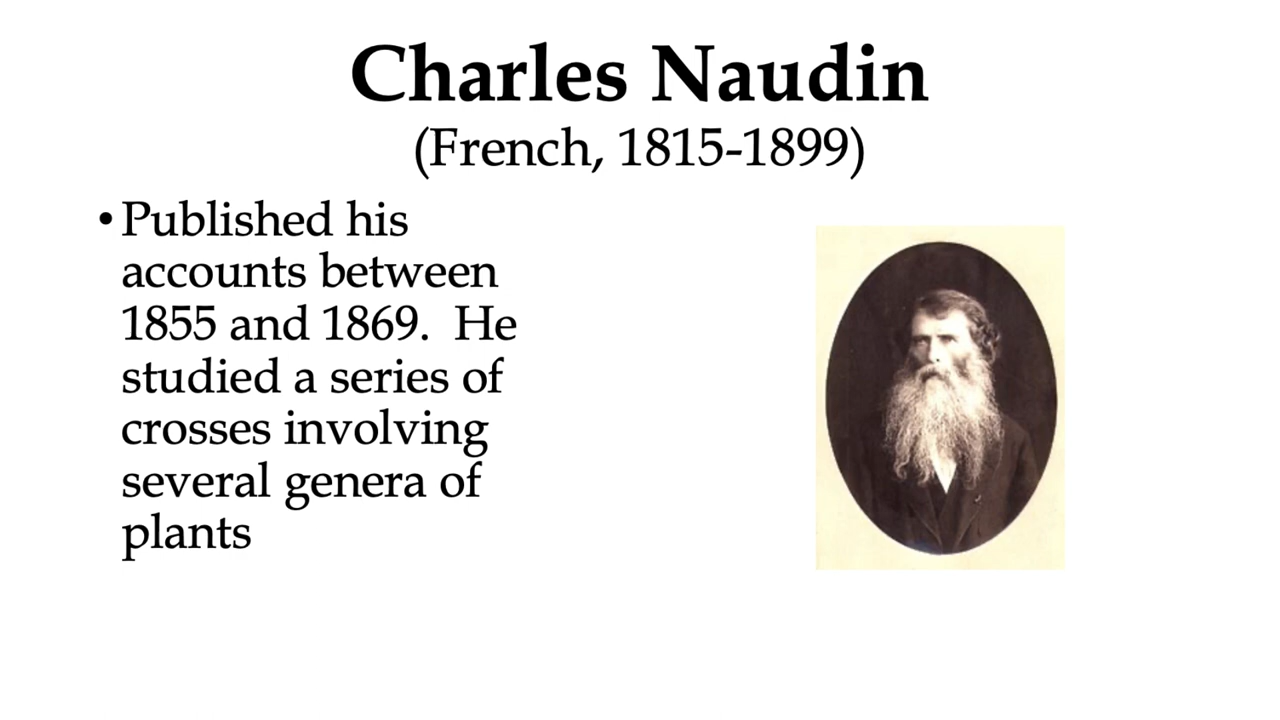 Charles Naudin
(French, 1815-1899)
•Published his
accounts between
1855 and 1869.  He
studied a series of
crosses involving
several genera of
plants